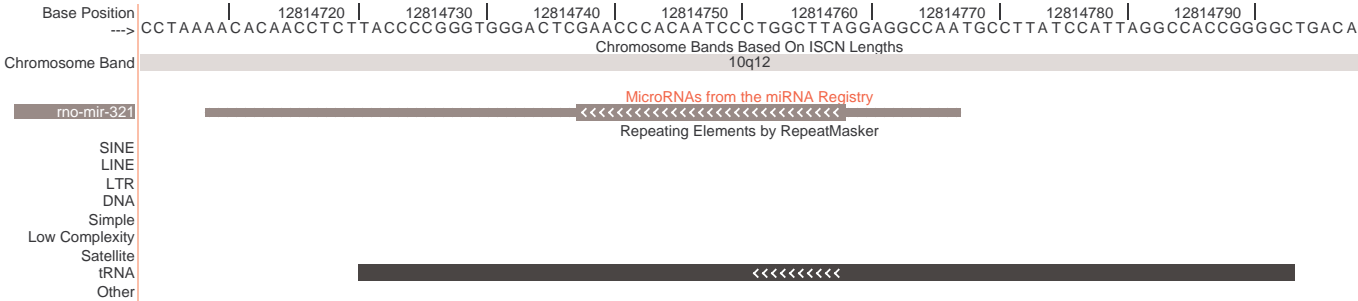 Base Position 12814720 12814730 12814740 12814750 12814760 12814770 12814780 12814790
---> CCTAAAACACAACCTCTTACCCCGGGTGGGACTCGAACCCACAATCCCTGGCTTAGGAGGCCAATGCCTTATCCATTAGGCCACCGGGGCTGACA
Chromosome Bands Based On ISCN Lengths
Chromosome Band 10q12
MicroRNAs from the miRNA Registry
rno-mir-321
Repeating Elements by RepeatMasker
SINE
LINE
LTR
DNA
Simple
Low Complexity
Satellite
tRNA
Other